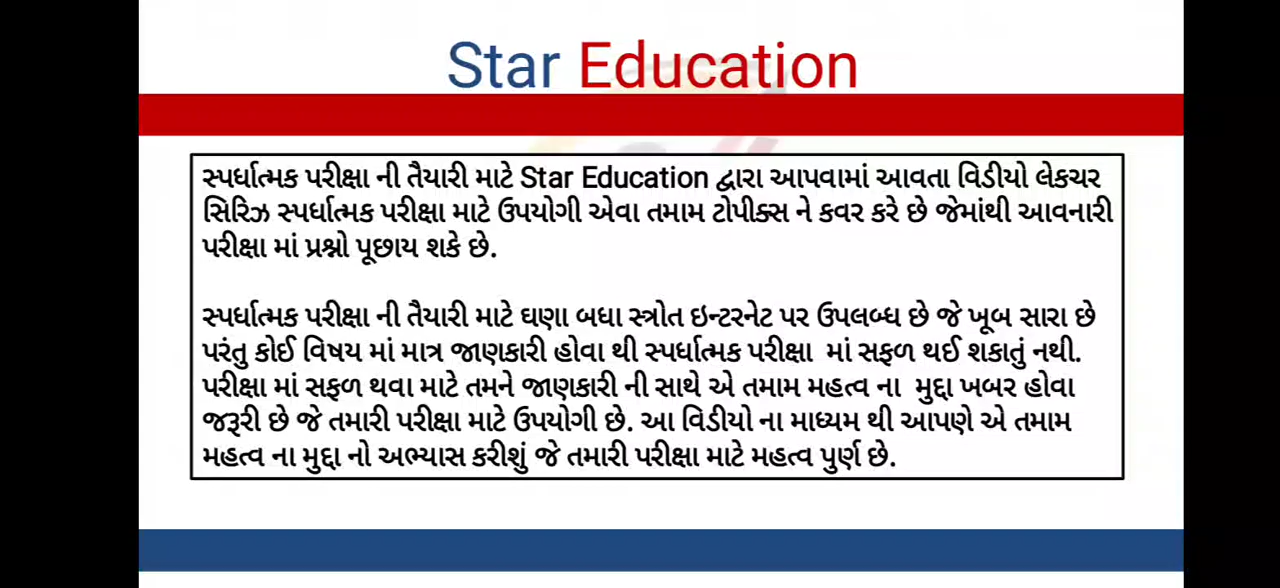 Star Education
સ્પર્ધાત્મક પરીક્ષા ની તૈયારી માટે Star Education દ્વારા આપવામાં આવતા વિડીયો લેકચર
સિરિઝ સ્પર્ધાત્મક પરીક્ષા માટે ઉપયોગી એવા તમામ ટોપીક્સ ને કવર કરે છે જેમાંથી આવનારી
પરીક્ષા માં પ્રશ્નો પૂછાય શકે છે.
સ્પર્ધાત્મક પરીક્ષા ની તૈયારી માટે ઘણા બધા સ્ત્રોત ઇન્ટરનેટ પર ઉપલબ્ધ છે જે ખૂબ સારા છે
પરંતુ કોઈ વિષય માં માત્ર જાણકારી હોવા થી સ્પર્ધાત્મક પરીક્ષા માં સફળ થઈ શકાતું નથી.
પરીક્ષા માં સફળ થવા માટે તમને જાણકારી ની સાથે એ તમામ મહત્વ ના મુદ્દા ખબર હોવા
જરૂરી છે જે તમારી પરીક્ષા માટે ઉપયોગી છે. આ વિડીયો ના માધ્યમ થી આપણે એ તમામ
મહત્વ ના મુદ્દા નો અભ્યાસ કરીશું જે તમારી પરીક્ષા માટે મહત્વ પુર્ણ છે.